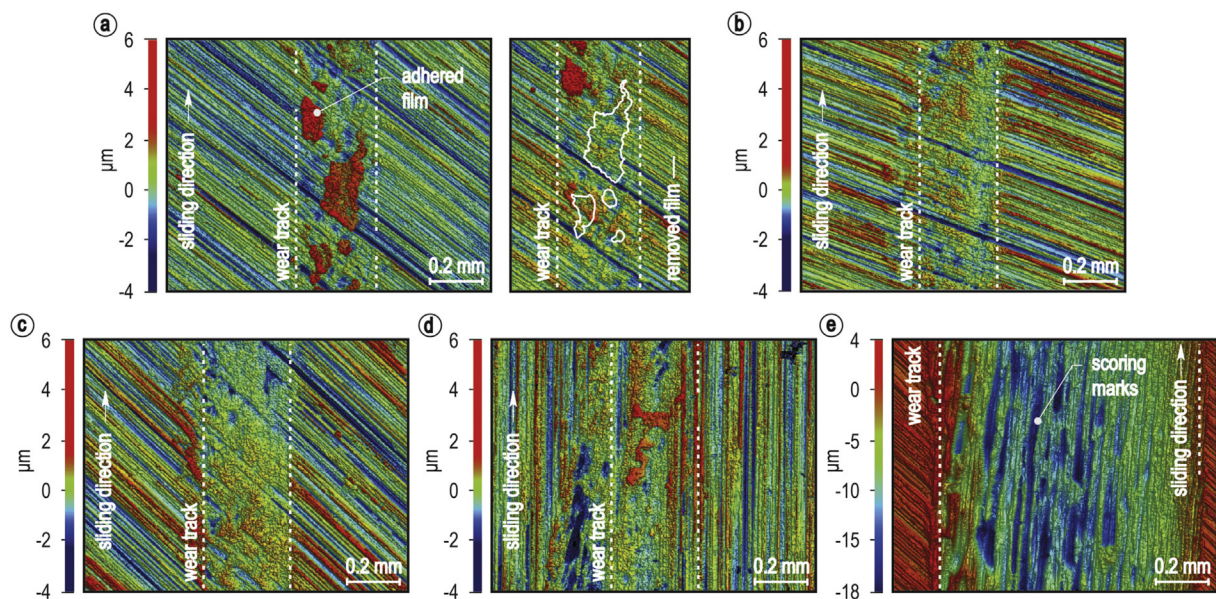 a
6
4
2
0
-2
-4
µm
sliding direction
wear track
adhered
film
0.2 mm
wear track
removed film
b
6
4
2
0
-2
-4
µm
sliding direction
wear track
0.2 mm
c
6
4
2
0
-2
-4
µm
sliding direction
wear track
0.2 mm
d
6
4
2
0
-2
-4
µm
sliding direction
wear track
0.2 mm
e
4
0
-5
-10
-15
-18
µm
wear track
scoring
marks
sliding direction
0.2 mm